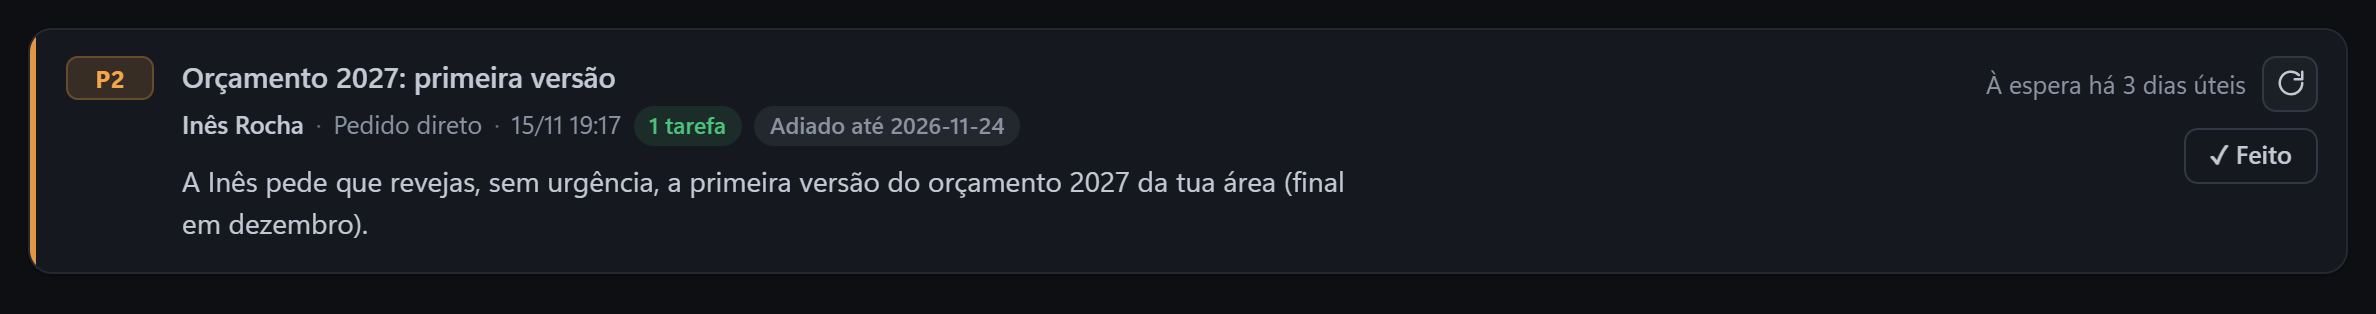 P2
Orçamento 2027: primeira versão
À espera há 3 dias úteis
Inês Rocha · Pedido direto · 15/11 19:17 1 tarefa Adiado até 2026-11-24
✓ Feito
A Inês pede que revejas, sem urgência, a primeira versão do orçamento 2027 da tua área (final
em dezembro).